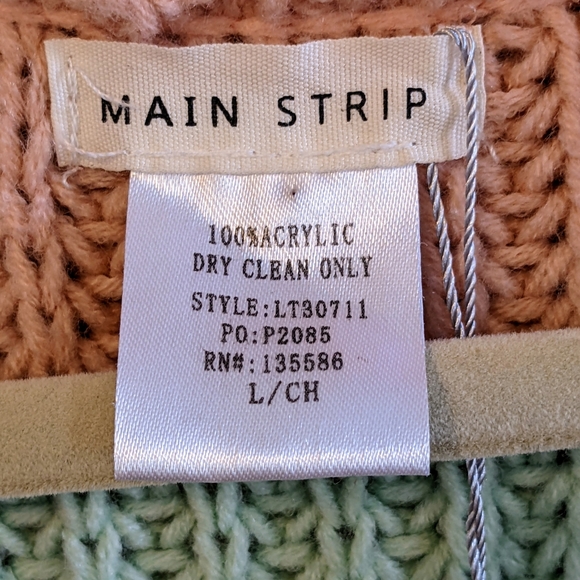 MAIN STRIP
100%ACRYLIC
DRY CLEAN ONLY
STYLE:LT30711
PO:P2085
RN#:135586
L/CH